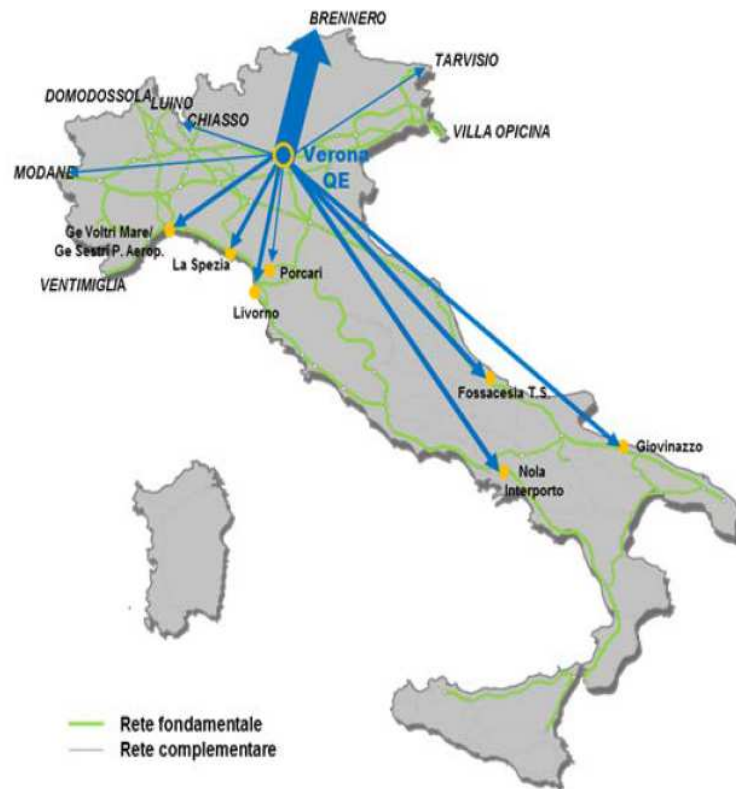 BRENNERO
TARVISIO
DOMODOSSOLA
LUINO
CHIASSO
VILLA OPICINA
Verona
QE
MODANE
Ge Voltri Mare/
Ge Sestri P. Aerop.
La Spezia
Porcari
VENTIMIGLIA
Livorno
Fossacesia T.S.
Giovinazzo
Nola
Interporto
Rete fondamentale
Rete complementare